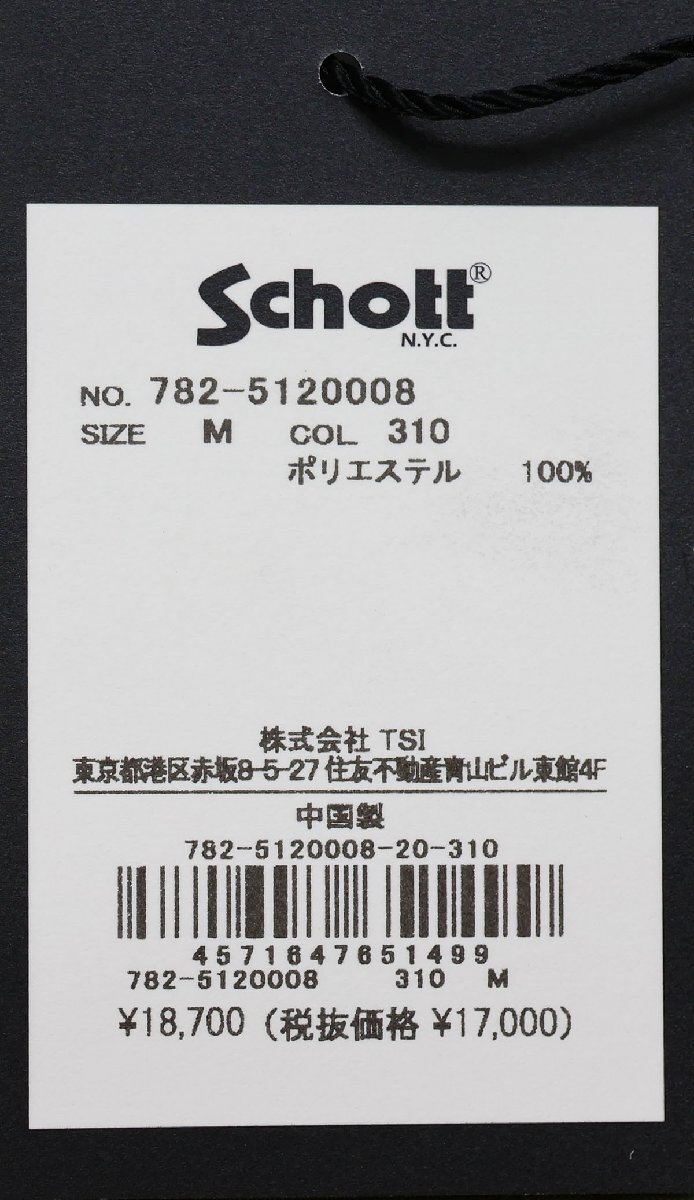 Schott®
N.Y.C.
NO. 782-5120008
SIZE M COL 310
ポリエステル 100%
株式会社 TSI
東京都港区赤坂8-5-27 住友不動産青山ビル東館4F
中国製
782-5120008-20-310
4571647651499
782-5120008 310 M
¥18,700 (税抜価格 ¥17,000)